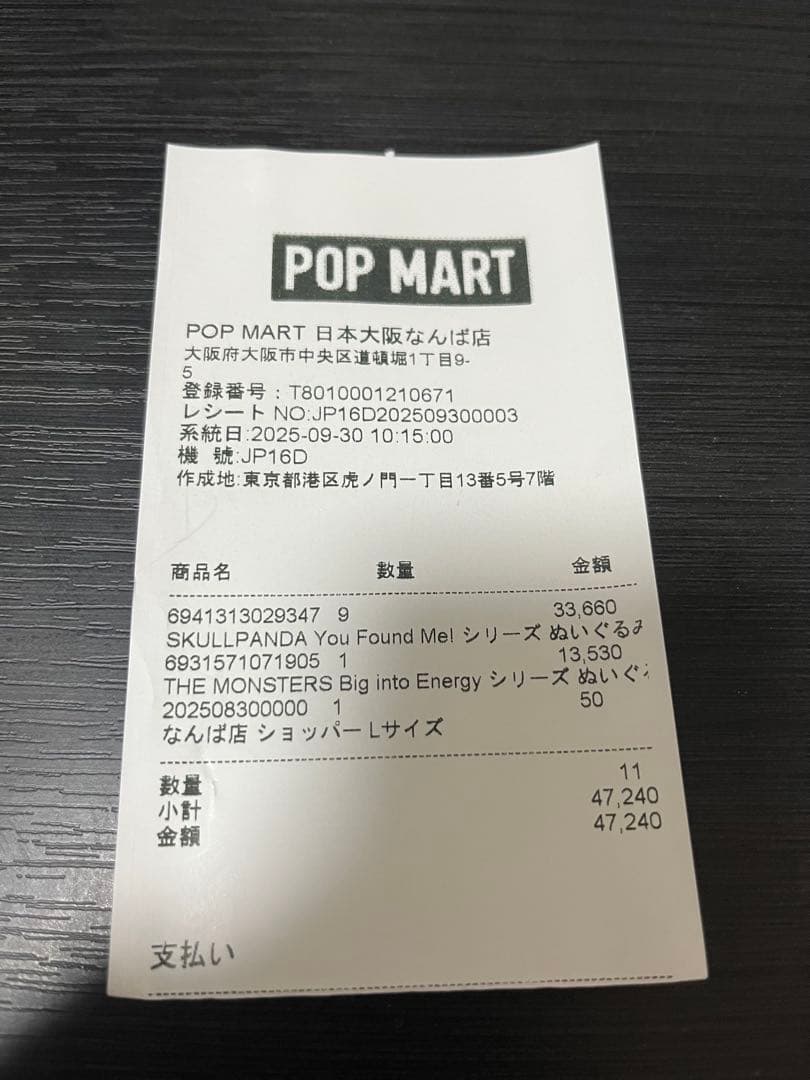 POP MART
POP MART 日本大阪なんば店
大阪府大阪市中央区道頓堀1丁目9-
5
登録番号：T8010001210671
レシート NO:JP16D202509300003
系統日:2025-09-30 10:15:00
機 號:JP16D
作成地:東京都港区虎ノ門一丁目13番5号7階
商品名 数量 金額
6941313029347 9 33,660
SKULLPANDA You Found Me! シリーズ ぬいぐるみ
6931571071905 1 13,530
THE MONSTERS Big into Energy シリーズ ぬいぐ
202508300000 1 50
なんば店 ショッパー Lサイズ
数量 11
小計 47,240
金額 47,240
支払い